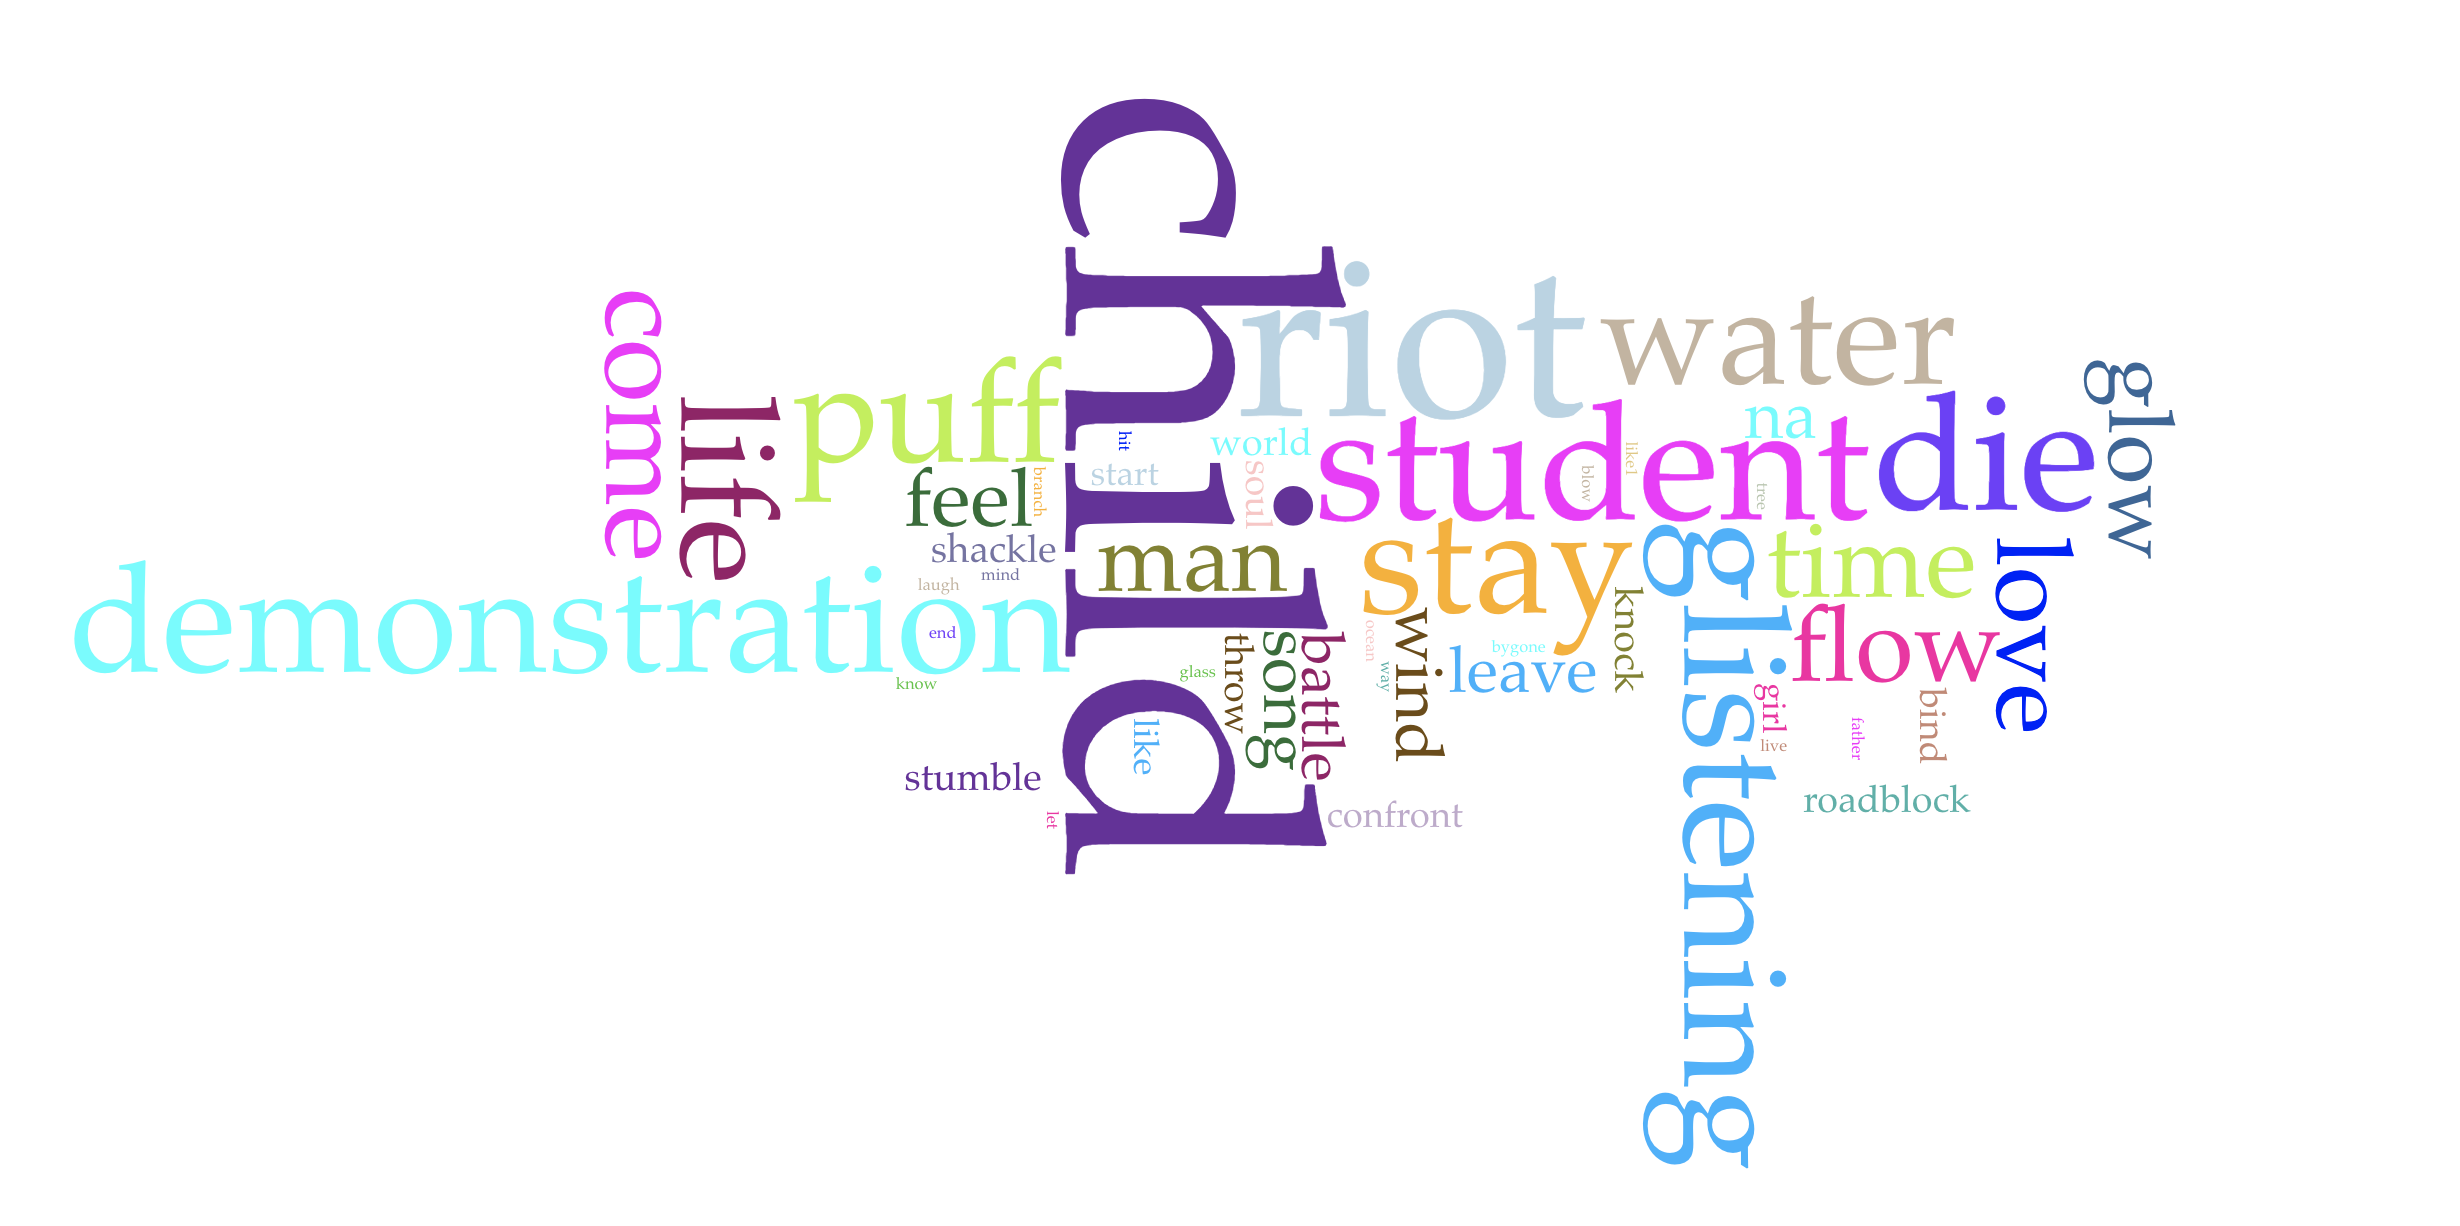 child
riot
water
come
life
puff
glow
world
student
na
die
hit
start
soul
like1
blow
tree
feel
branch
shackle
mind
laugh
man
stay
time
love
demonstration
end
know
glistening
flow
knock
ocean
bygone
leave
wind
way
battle
song
throw
glass
like
girl
live
father
bind
stumble
let
confront
roadblock